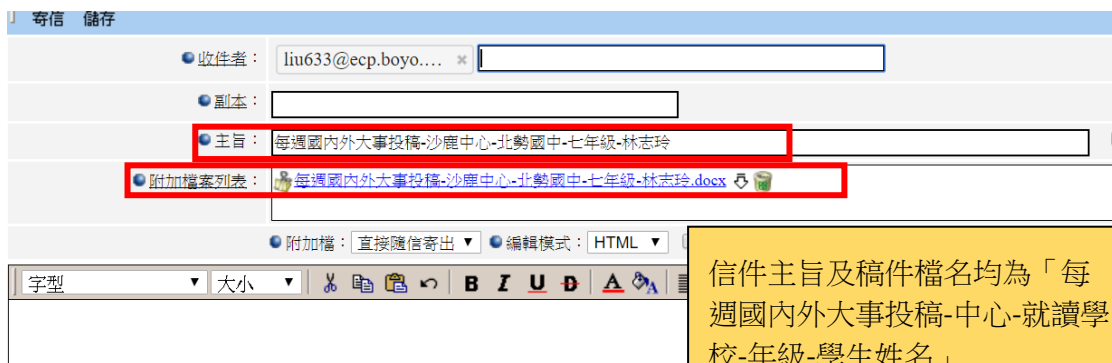 寄信 儲存
收件者： liu633@ecp.boyo.... ×
副本：
主旨： 每週國內外大事投稿-沙鹿中心-北勢國中-七年級-林志玲
附加檔案列表： 每週國內外大事投稿-沙鹿中心-北勢國中-七年級-林志玲.docx
附加檔： 直接隨信寄出 ▼ 編輯模式： HTML ▼
字型 ▼ 大小 ▼ B I U D A
信件主旨及稿件檔名均為「每
週國內外大事投稿-中心-就讀學
校-年級-學生姓名」